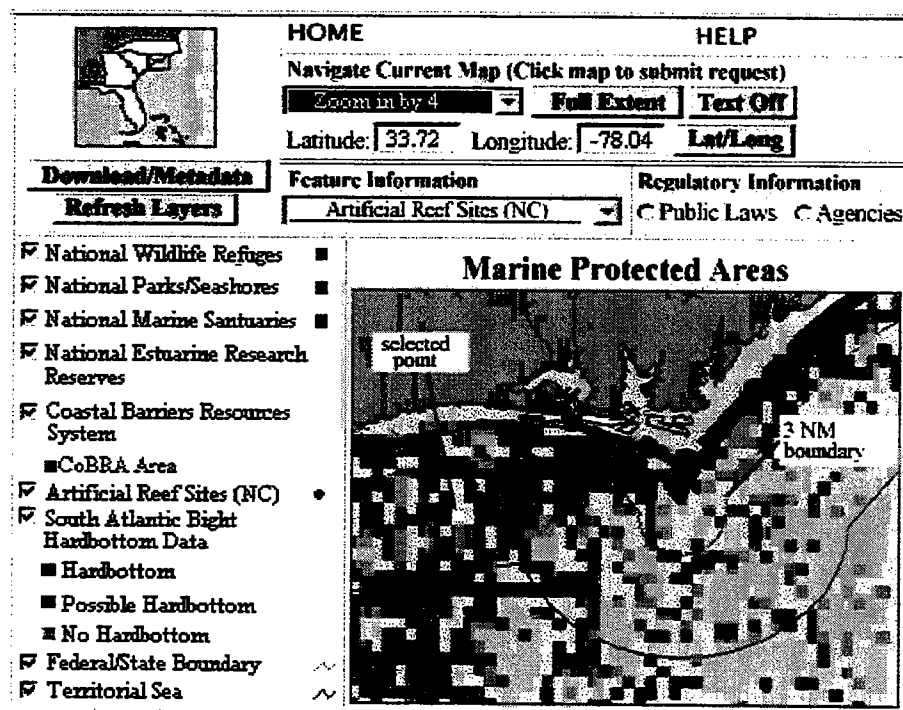 HOME HELP
Navigate Current Map (Click map to submit request)
Zoom in by 4 Full Extent Text Off
Latitude: 33.72 Longitude: -78.04 Lat/Long
Download/Metadata
Refresh Layers
Feature Information
Artificial Reef Sites (NC)
Regulatory Information
Public Laws Agencies
National Wildlife Refuges
National Parks/Seashores
National Marine Santuaries
National Estuarine Research
Reserves
Coastal Barriers Resources
System
CoBRA Area
Artificial Reef Sites (NC)
South Atlantic Bight
Hardbottom Data
Hardbottom
Possible Hardbottom
No Hardbottom
Federal/State Boundary
Territorial Sea
Marine Protected Areas
selected
point
3 NM
boundary